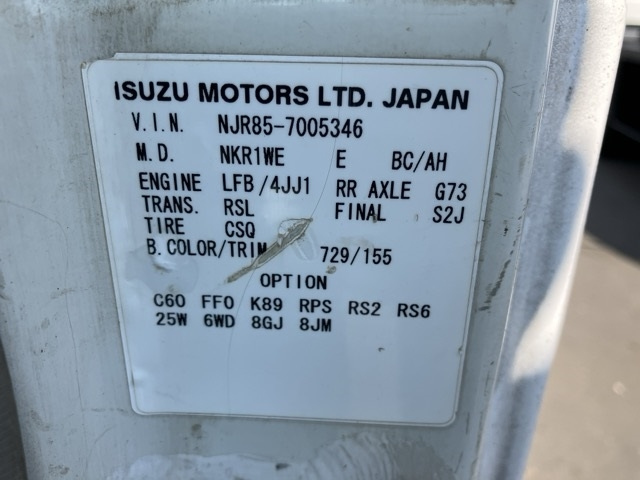 ISUZU MOTORS LTD. JAPAN
V.I.N. NJR85-7005346
M.D. NKR1WE E BC/AH
ENGINE LFB/4JJ1 RR AXLE G73
TRANS. RSL FINAL S2J
TIRE CSQ
B.COLOR/TRIM 729/155
OPTION
C60 FF0 K89 RPS RS2 RS6
25W 6WD 8GJ 8JM